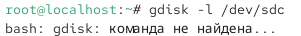 root@localhost:~# gdisk -l /dev/sdc
bash: gdisk: команда не найдена...